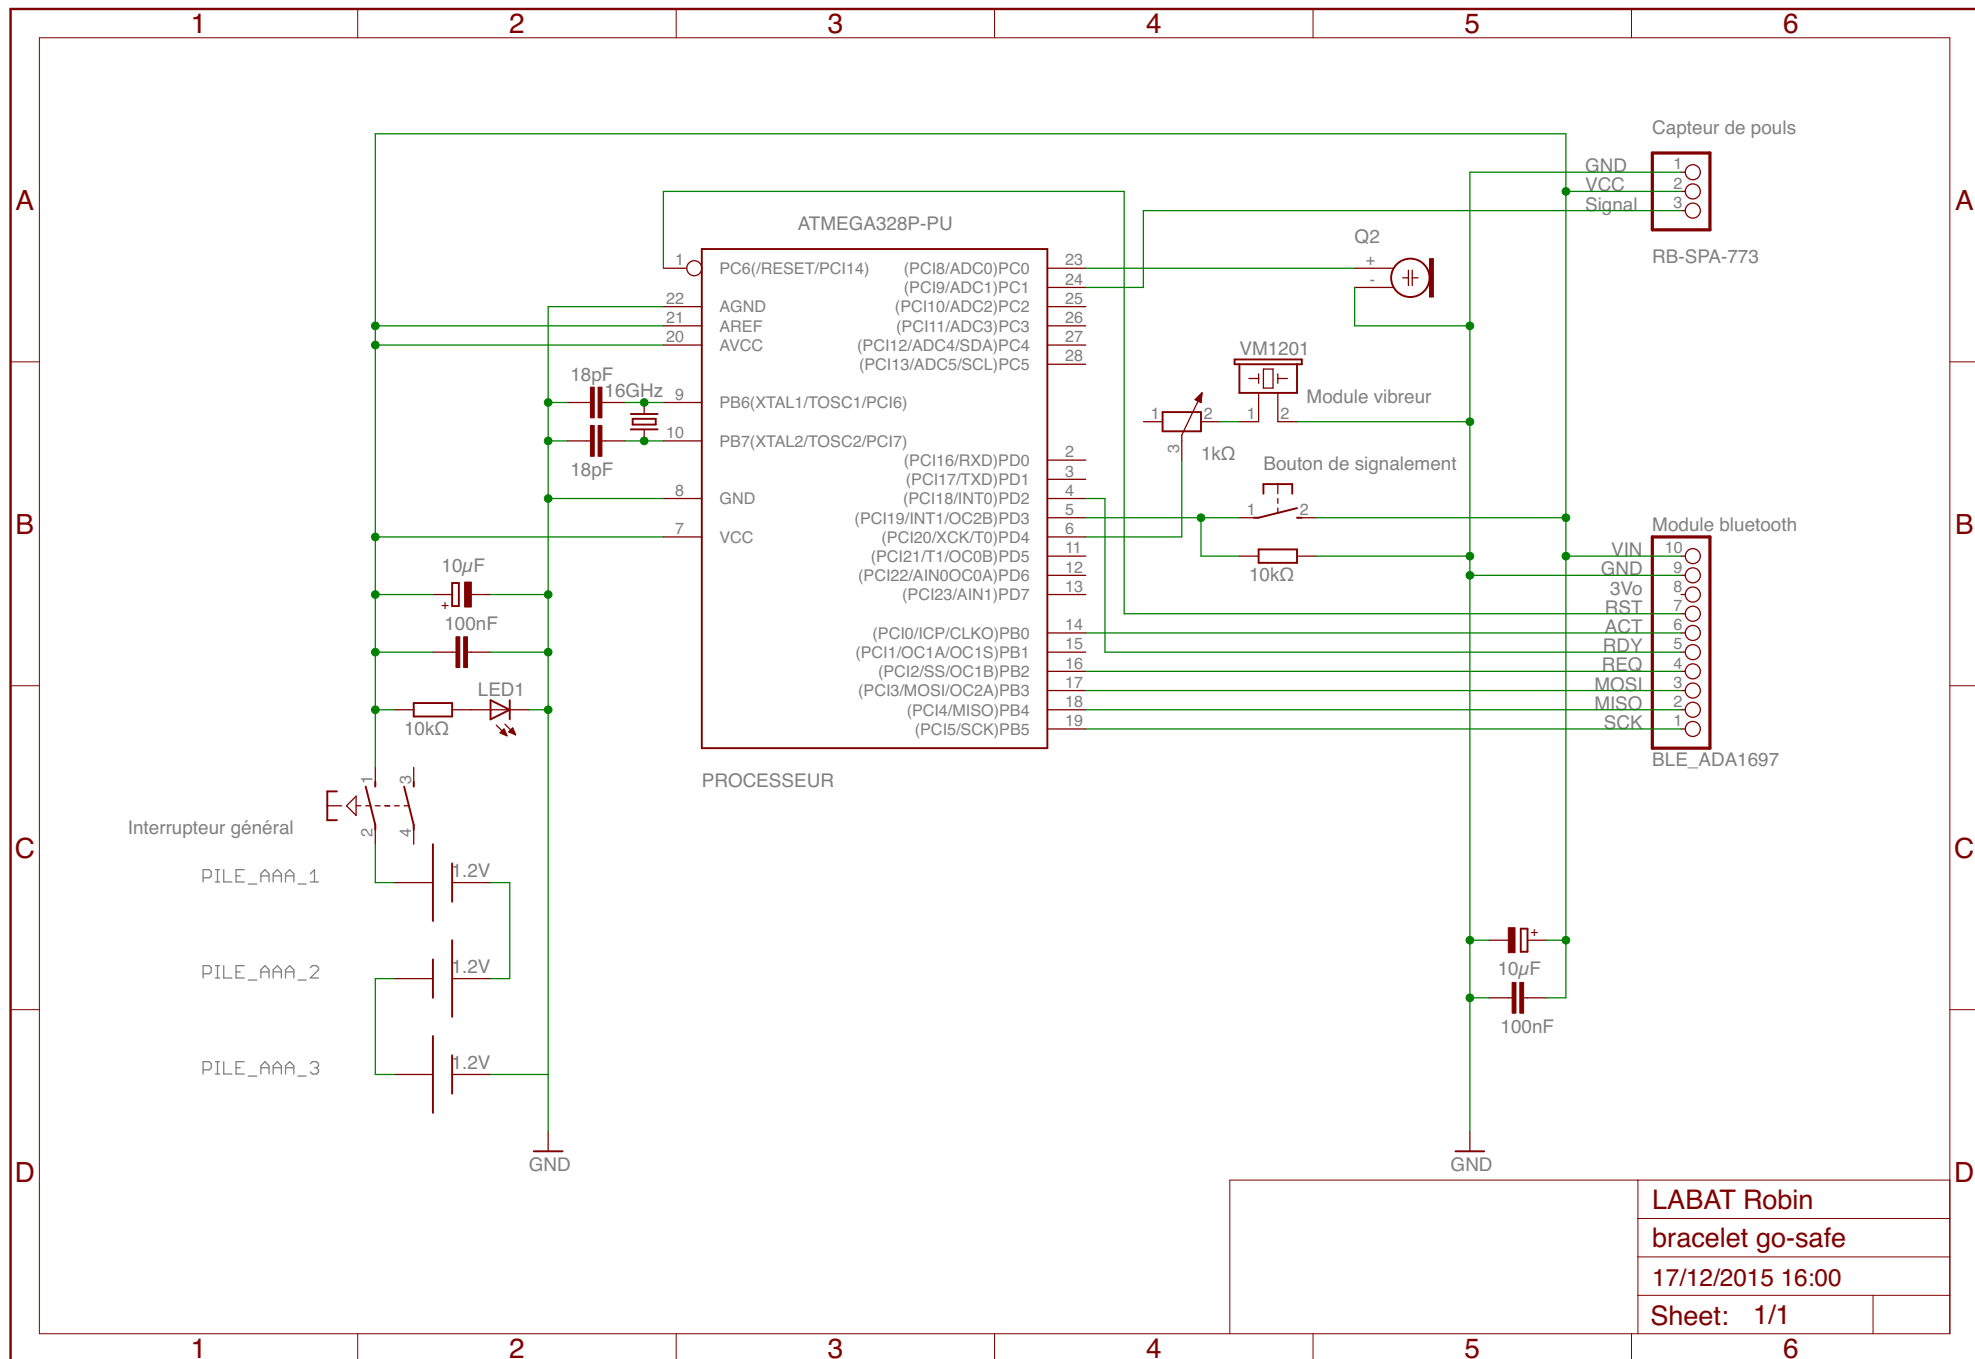 1 2 3 4 5 6
Capteur de pouls
GND 1
VCC 2
Signal 3
RB-SPA-773
A A
ATMEGA328P-PU
Q2
+
-
1 PC6(/RESET/PCI14) (PCI8/ADC0)PC0 23
(PCI9/ADC1)PC1 24
22 AGND (PCI10/ADC2)PC2 25
21 AREF (PCI11/ADC3)PC3 26
20 AVCC (PCI12/ADC4/SDA)PC4 27
(PCI13/ADC5/SCL)PC5 28
VM1201
Module vibreur
1 2
1 2
3
1kΩ
18pF
16GHz
9 PB6(XTAL1/TOSC1/PCI6)
10 PB7(XTAL2/TOSC2/PCI7)
18pF
(PCI16/RXD)PD0 2
(PCI17/TXD)PD1 3
8 GND (PCI18/INT0)PD2 4
(PCI19/INT1/OC2B)PD3 5
7 VCC (PCI20/XCK/T0)PD4 6
(PCI21/T1/OC0B)PD5 11
(PCI22/AIN0OC0A)PD6 12
(PCI23/AIN1)PD7 13
(PCI0/ICP/CLKO)PB0 14
(PCI1/OC1A/OC1S)PB1 15
(PCI2/SS/OC1B)PB2 16
(PCI3/MOSI/OC2A)PB3 17
(PCI4/MISO)PB4 18
(PCI5/SCK)PB5 19
PROCESSEUR
Bouton de signalement
1 2
10kΩ
B B
Module bluetooth
VIN 10
GND 9
3Vo 8
RST 7
ACT 6
RDY 5
REQ 4
MOSI 3
MISO 2
SCK 1
BLE_ADA1697
10µF
+
100nF
LED1
10kΩ
1 3
2 4
Interrupteur général
C C
PILE_AAA_1 1.2V
PILE_AAA_2 1.2V
PILE_AAA_3 1.2V
+
10µF
100nF
GND GND
D D
LABAT Robin
bracelet go-safe
17/12/2015 16:00
Sheet: 1/1
1 2 3 4 5 6